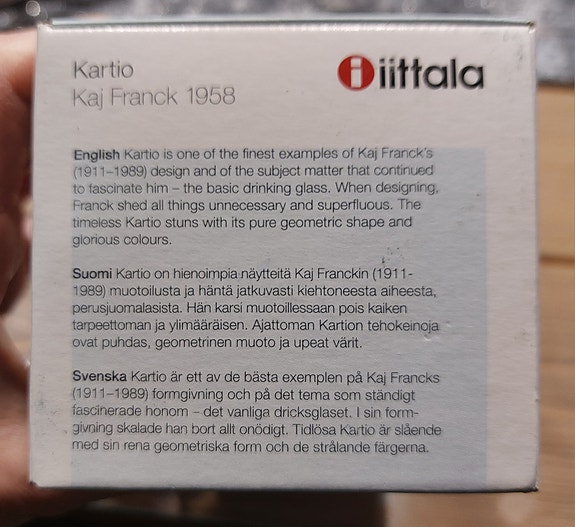 Kartio
Kaj Franck 1958
iittala
English Kartio is one of the finest examples of Kaj Franck's
(1911–1989) design and of the subject matter that continued
to fascinate him – the basic drinking glass. When designing,
Franck shed all things unnecessary and superfluous. The
timeless Kartio stuns with its pure geometric shape and
glorious colours.
Suomi Kartio on hienoimpia näytteitä Kaj Franckin (1911-
1989) muotoilusta ja häntä jatkuvasti kiehtoneesta aiheesta,
perusjuomalasista. Hän karsi muotoillessaan pois kaiken
tarpeettoman ja ylimääräisen. Ajattoman Kartion tehokeinoja
ovat puhdas, geometrinen muoto ja upeat värit.
Svenska Kartio är ett av de bästa exemplen på Kaj Francks
(1911–1989) formgivning och på det tema som ständigt
fascinerade honom – det vanliga dricksglaset. I sin form-
givning skalade han bort allt onödigt. Tidlösa Kartio är slående
med sin rena geometriska form och de strålande färgerna.